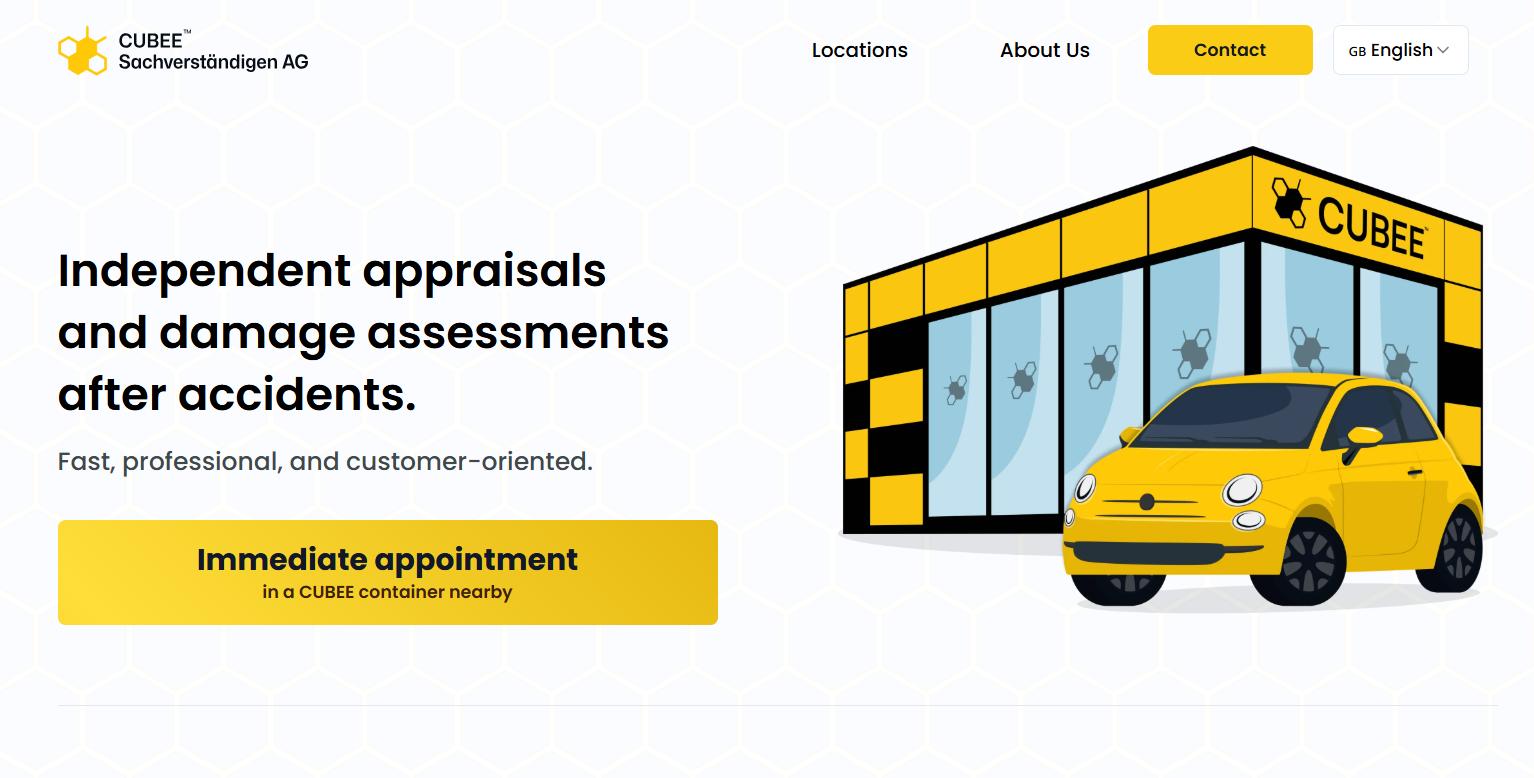 CUBEE™
Sachverständigen AG
Locations
About Us
Contact
GB English
CUBEE™
Independent appraisals
and damage assessments
after accidents.
Fast, professional, and customer-oriented.
Immediate appointment
in a CUBEE container nearby